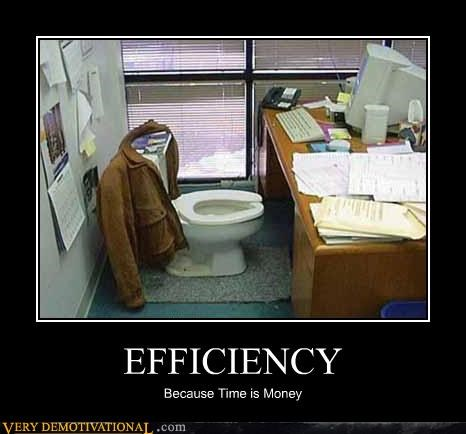 EFFICIENCY
Because Time is Money
VERY DEMOTIVATIONAL .com